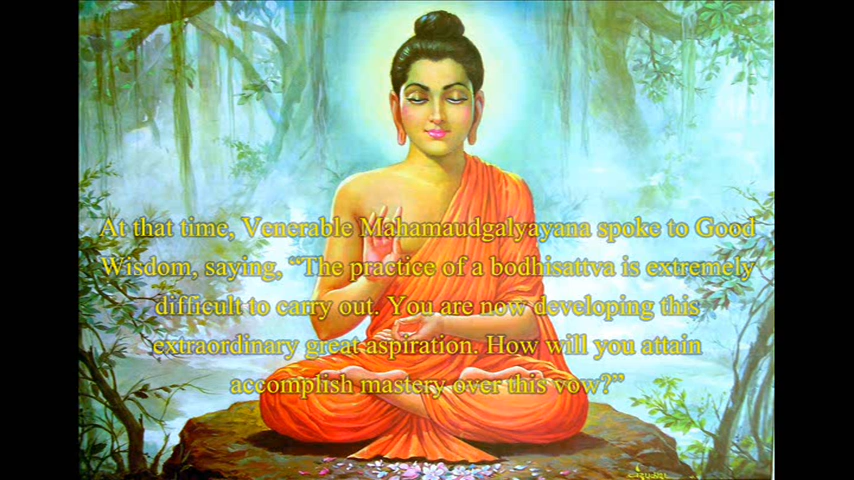 At that time, Venerable Mahamaudgalyayana spoke to Good
Wisdom, saying, “The practice of a bodhisattva is extremely
difficult to carry out. You are now developing this
extraordinary great aspiration. How will you attain
accomplish mastery over this vow?”